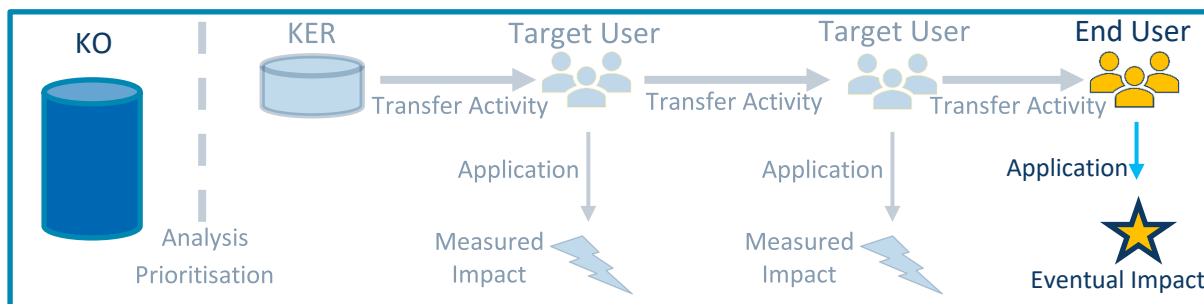 KO
KER
Target User
Target User
End User
Transfer Activity
Transfer Activity
Transfer Activity
Application
Application
Application
Analysis
Prioritisation
Measured
Impact
Measured
Impact
Eventual Impact